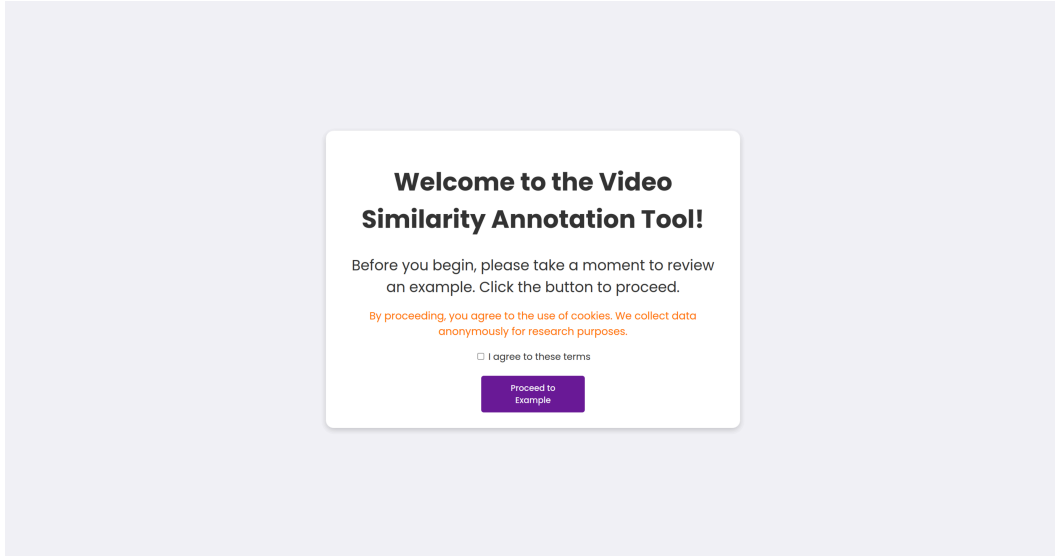 Welcome to the Video
Similarity Annotation Tool!
Before you begin, please take a moment to review
an example. Click the button to proceed.
By proceeding, you agree to the use of cookies. We collect data
anonymously for research purposes.
I agree to these terms
Proceed to
Example